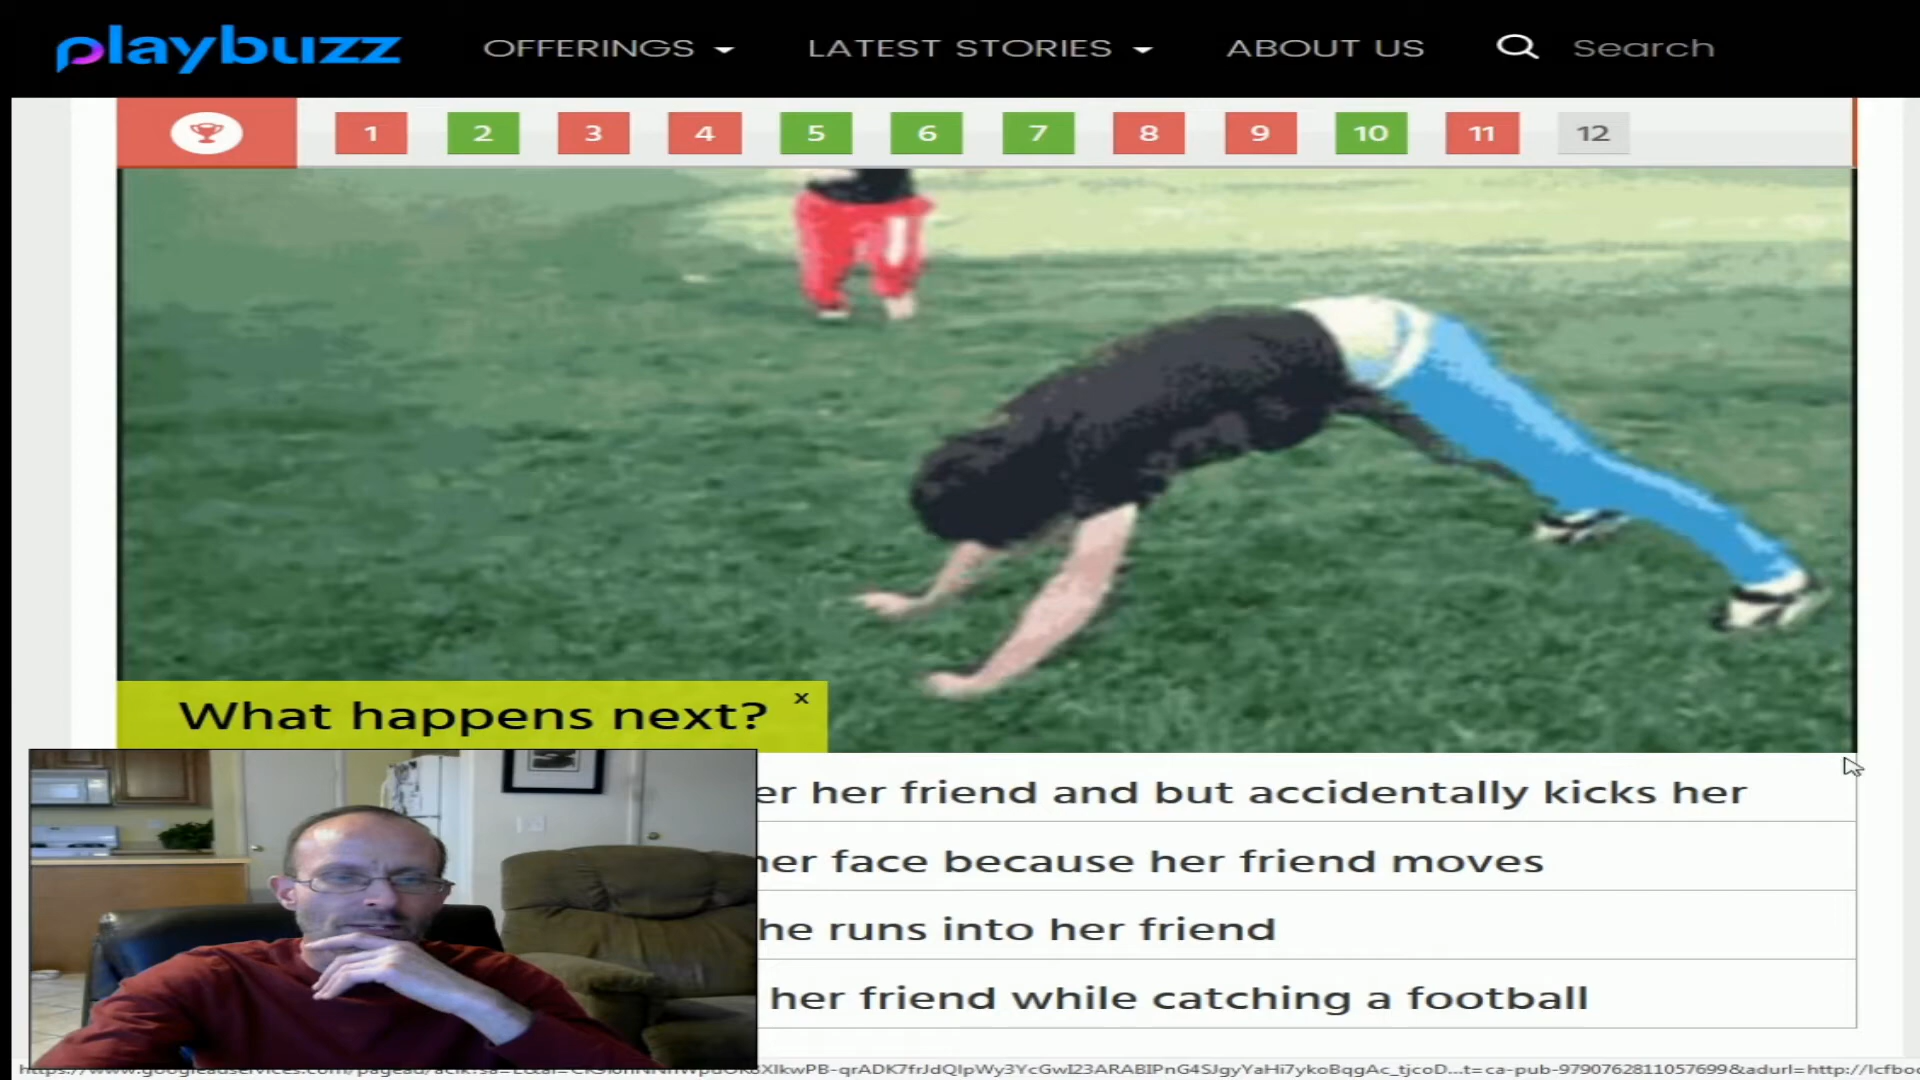 playbuzz OFFERINGS LATEST STORIES ABOUT US Search
1 2 3 4 5 6 7 8 9 10 11 12
What happens next? x
er her friend and but accidentally kicks her
her face because her friend moves
he runs into her friend
her friend while catching a football